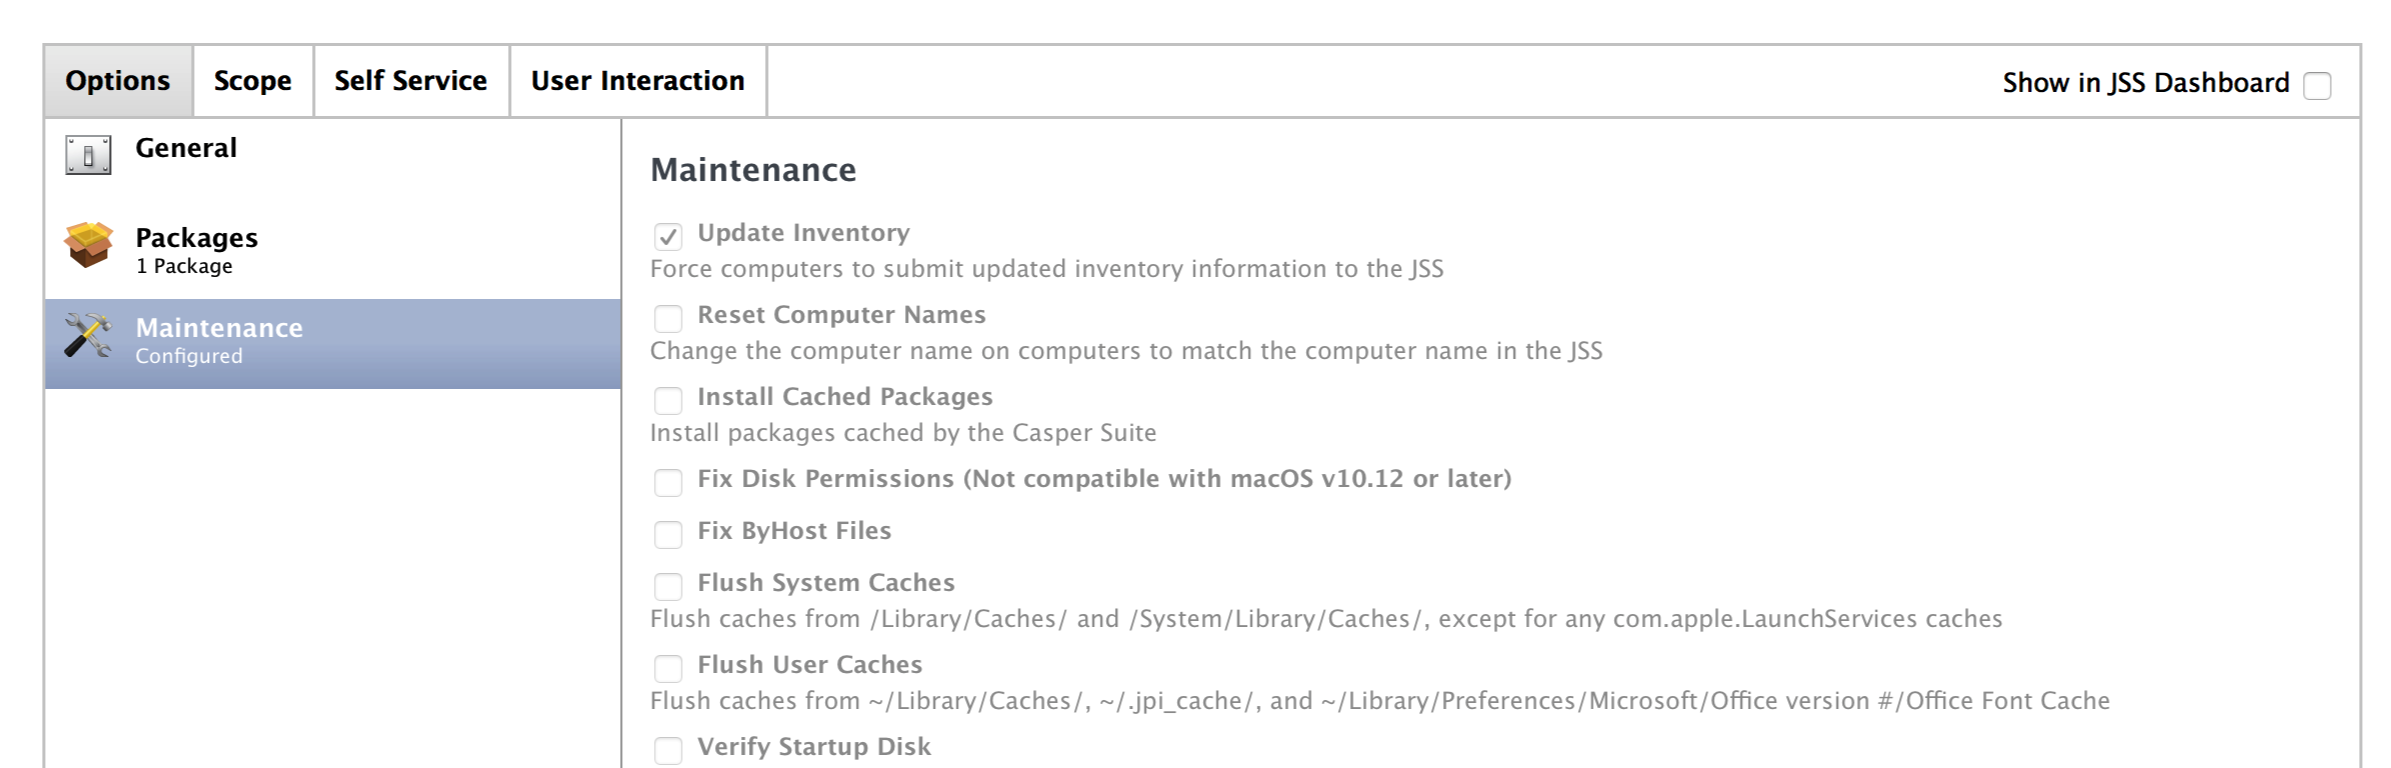 Options Scope Self Service User Interaction Show in JSS Dashboard
General
Packages
1 Package
Maintenance
Configured
Maintenance
Update Inventory
Force computers to submit updated inventory information to the JSS
Reset Computer Names
Change the computer name on computers to match the computer name in the JSS
Install Cached Packages
Install packages cached by the Casper Suite
Fix Disk Permissions (Not compatible with macOS v10.12 or later)
Fix ByHost Files
Flush System Caches
Flush caches from /Library/Caches/ and /System/Library/Caches/, except for any com.apple.LaunchServices caches
Flush User Caches
Flush caches from ~/Library/Caches/, ~/.jpi_cache/, and ~/Library/Preferences/Microsoft/Office version #/Office Font Cache
Verify Startup Disk